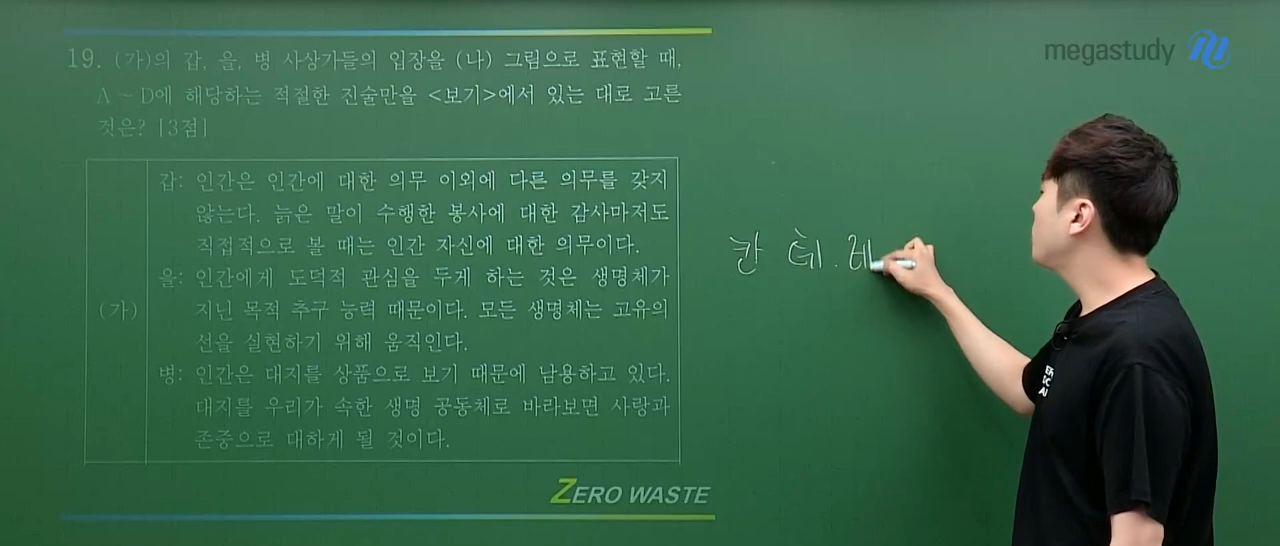 megastudy
19. (가)의 갑, 을, 병 사상가들의 입장을 (나) 그림으로 표현할 때,
A ~ D에 해당하는 적절한 진술만을 <보기>에서 있는 대로 고른
것은? [3점]
(가)
갑: 인간은 인간에 대한 의무 이외에 다른 의무를 갖지
않는다. 늙은 말이 수행한 봉사에 대한 감사마저도
직접적으로 볼 때는 인간 자신에 대한 의무이다.
을: 인간에게 도덕적 관심을 두게 하는 것은 생명체가
지닌 목적 추구 능력 때문이다. 모든 생명체는 고유의
선을 실현하기 위해 움직인다.
병: 인간은 대지를 상품으로 보기 때문에 남용하고 있다.
대지를 우리가 속한 생명 공동체로 바라보면 사랑과
존중으로 대하게 될 것이다.
칸 테. 레
ZERO WASTE